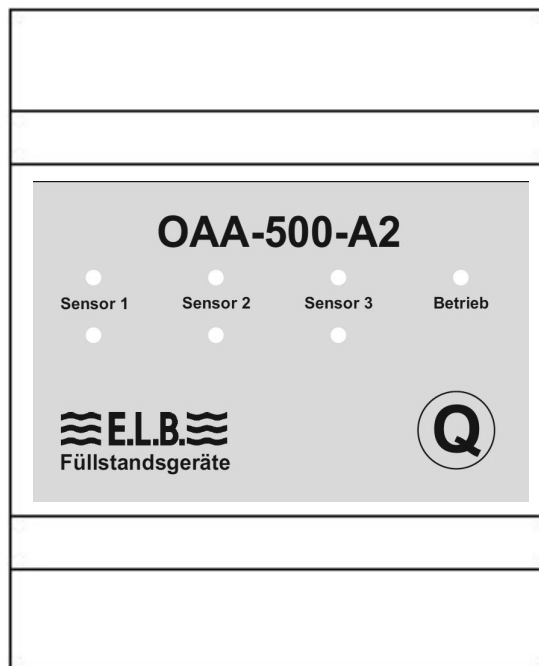 OAA-500-A2
Sensor 1 Sensor 2 Sensor 3 Betrieb
E.L.B.
Füllstandsgeräte
Q